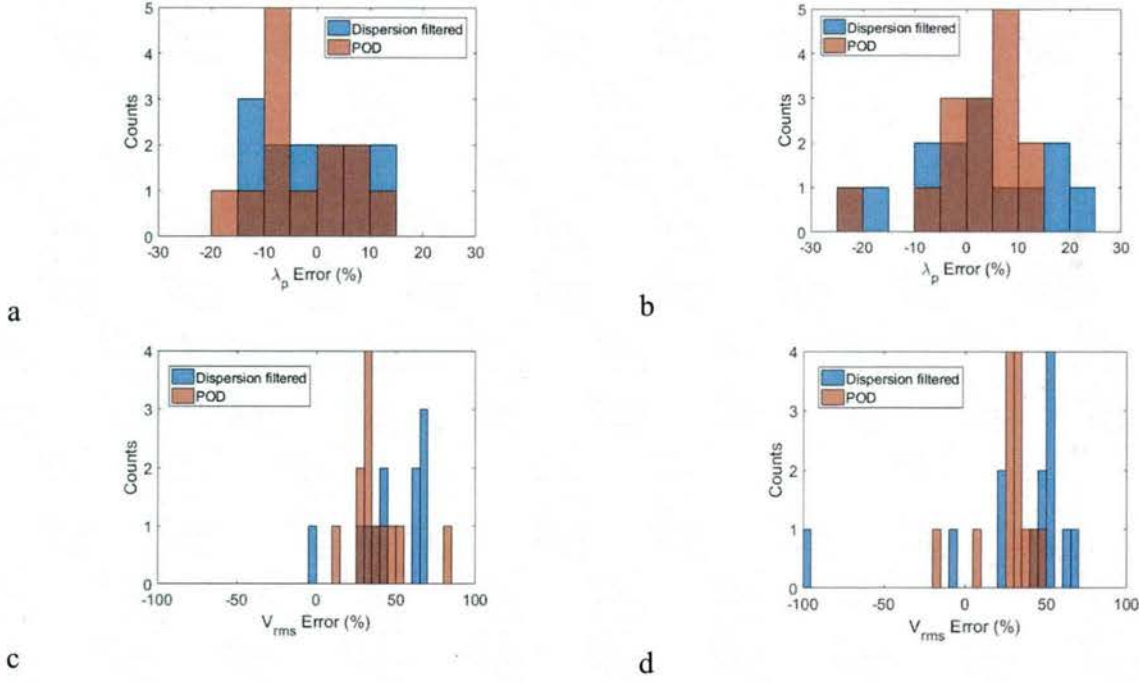 5
4
3
2
1
0
Counts
Dispersion filtered
POD
-30 -20 -10 0 10 20 30
λp Error (%)
a
5
4
3
2
1
0
Counts
Dispersion filtered
POD
-30 -20 -10 0 10 20 30
λp Error (%)
b
4
3
2
1
0
Counts
Dispersion filtered
POD
-100 -50 0 50 100
Vrms Error (%)
c
4
3
2
1
0
Counts
Dispersion filtered
POD
-100 -50 0 50 100
Vrms Error (%)
d